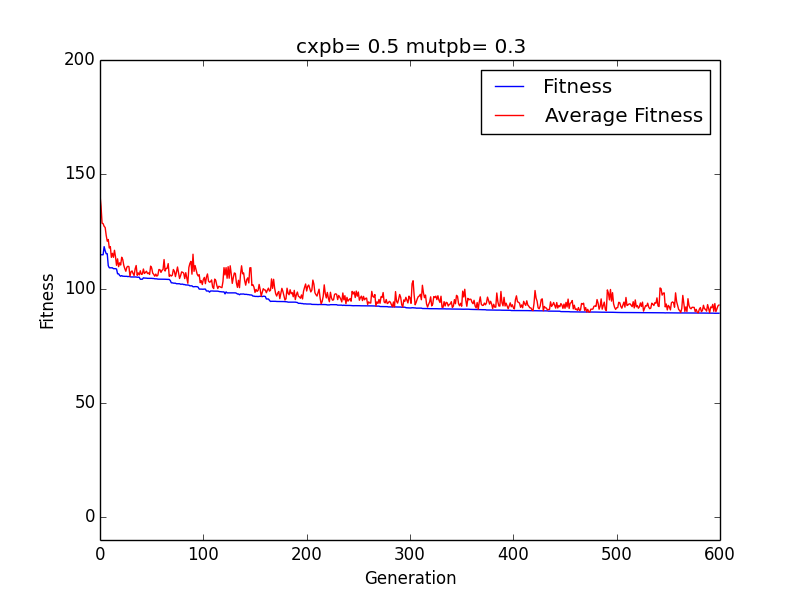 cxpb= 0.5 mutpb= 0.3
200
150
100
50
0
Fitness
Fitness
Average Fitness
0 100 200 300 400 500 600
Generation